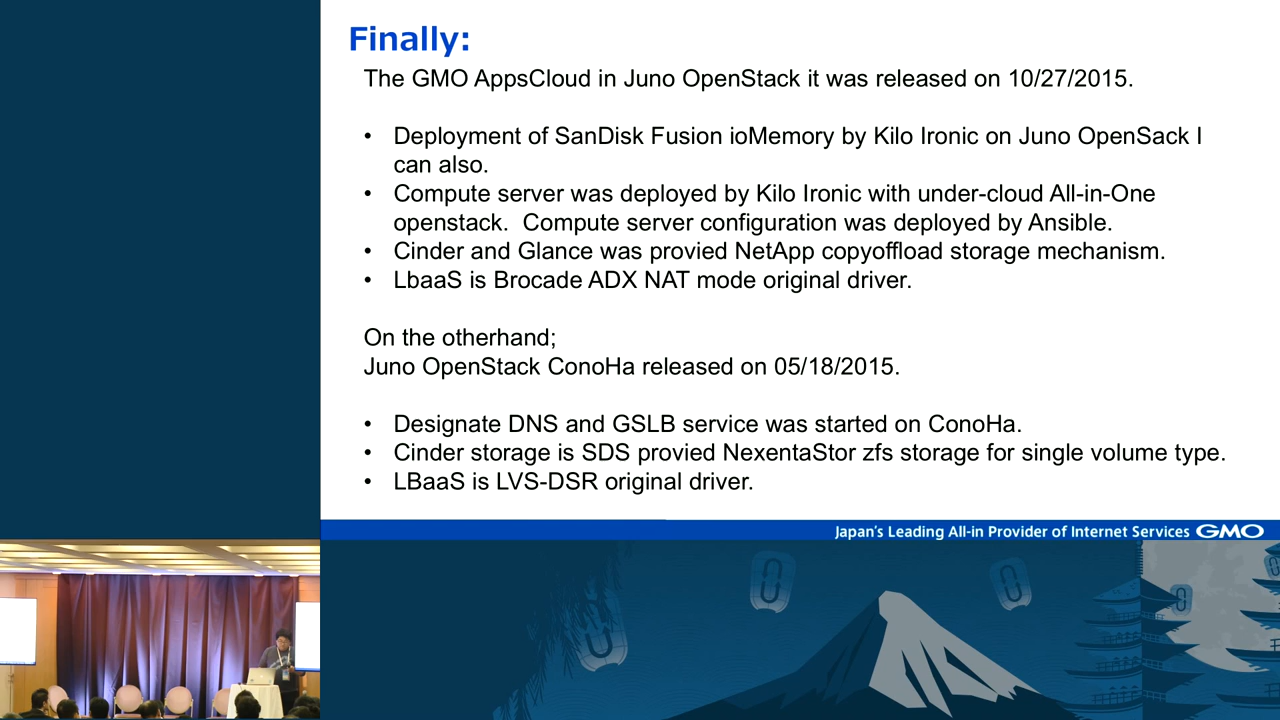 Finally:
The GMO AppsCloud in Juno OpenStack it was released on 10/27/2015.
• Deployment of SanDisk Fusion ioMemory by Kilo Ironic on Juno OpenSack I
can also.
• Compute server was deployed by Kilo Ironic with under-cloud All-in-One
openstack.  Compute server configuration was deployed by Ansible.
• Cinder and Glance was provied NetApp copyoffload storage mechanism.
• LbaaS is Brocade ADX NAT mode original driver.
On the otherhand;
Juno OpenStack ConoHa released on 05/18/2015.
• Designate DNS and GSLB service was started on ConoHa.
• Cinder storage is SDS provied NexentaStor zfs storage for single volume type.
• LBaaS is LVS-DSR original driver.
Japan's Leading All-in Provider of Internet Services GMO